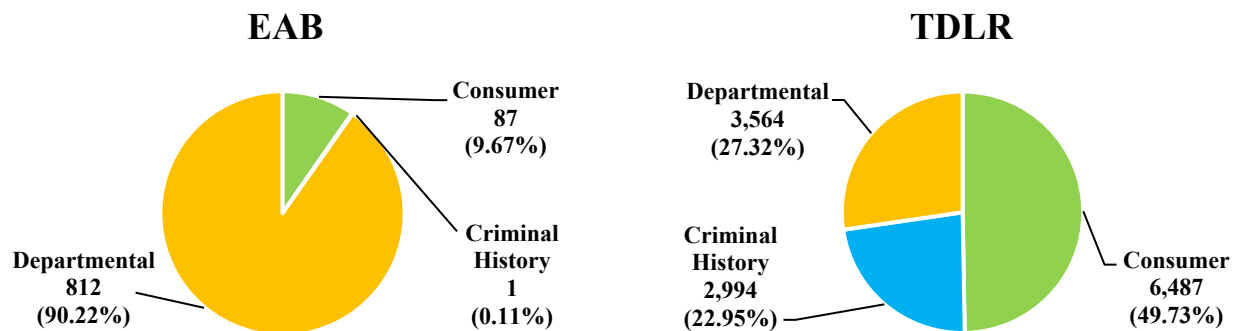 EAB
Consumer
87
(9.67%)
Criminal
History
1
(0.11%)
Departmental
812
(90.22%)
TDLR
Departmental
3,564
(27.32%)
Criminal
History
2,994
(22.95%)
Consumer
6,487
(49.73%)